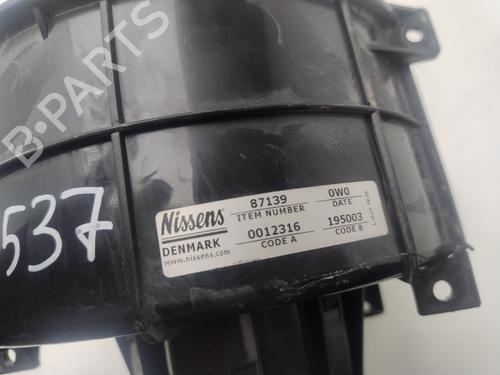 B-PARTS
537
Nissens
DENMARK
www.nissens.com
87139
ITEM NUMBER
0W0
DATE
0012316
CODE A
195003
CODE B